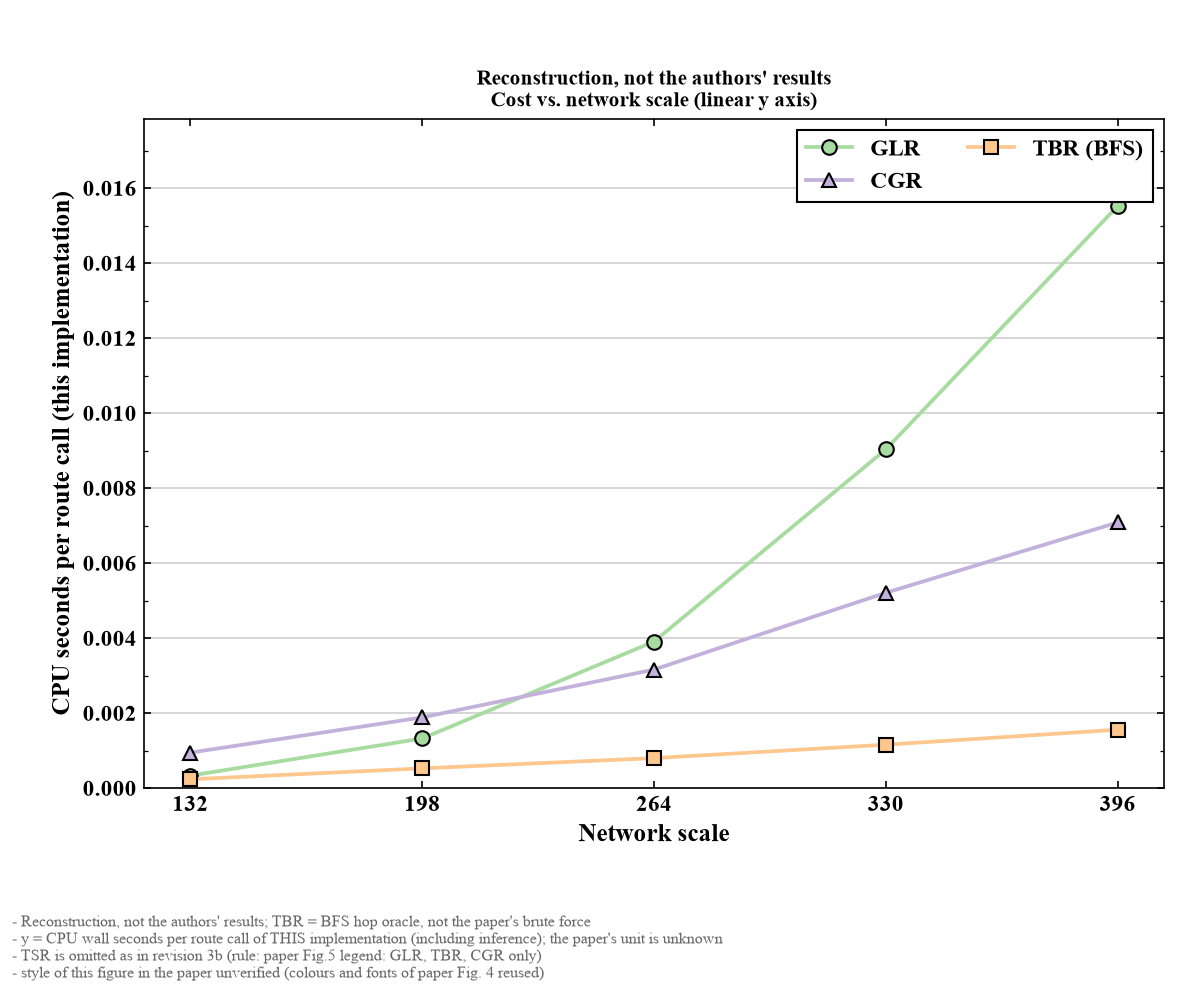 Reconstruction, not the authors' results
Cost vs. network scale (linear y axis)
GLR
TBR (BFS)
CGR
CPU seconds per route call (this implementation)
0.016
0.014
0.012
0.010
0.008
0.006
0.004
0.002
0.000
132
198
264
330
396
Network scale
- Reconstruction, not the authors' results; TBR = BFS hop oracle, not the paper's brute force
- y = CPU wall seconds per route call of THIS implementation (including inference); the paper's unit is unknown
- TSR is omitted as in revision 3b (rule: paper Fig.5 legend: GLR, TBR, CGR only)
- style of this figure in the paper unverified (colours and fonts of paper Fig. 4 reused)